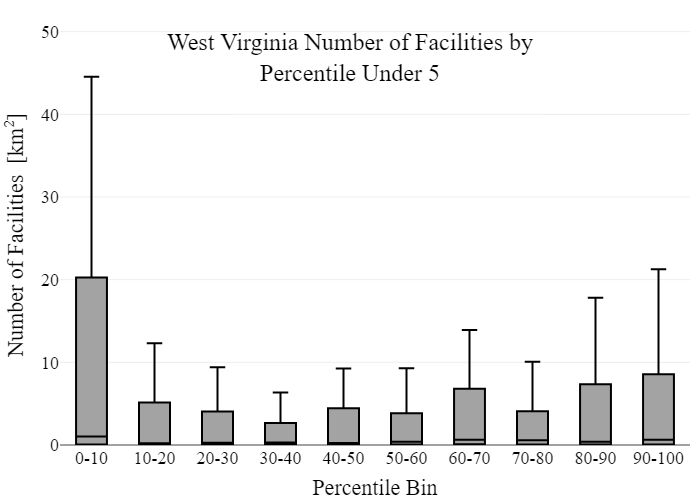 West Virginia Number of Facilities by
Percentile Under 5
Number of Facilities [km²]
50
40
30
20
10
0
0-10 10-20 20-30 30-40 40-50 50-60 60-70 70-80 80-90 90-100
Percentile Bin